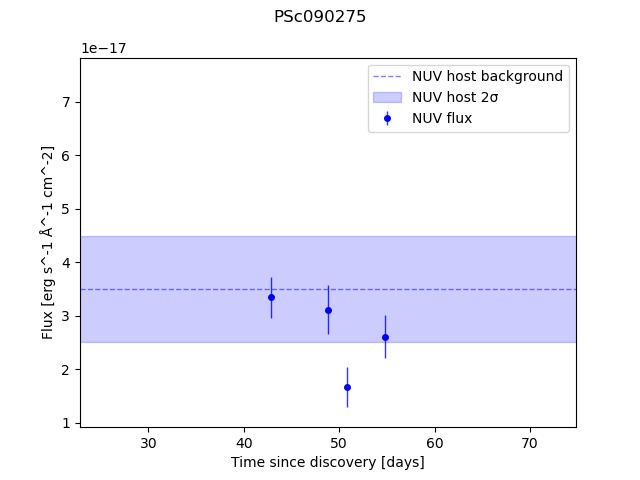 PSc090275
1e−17
NUV host background
NUV host 2σ
NUV flux
7
6
5
4
3
2
1
Flux [erg s^-1 Å^-1 cm^-2]
30 40 50 60 70
Time since discovery [days]